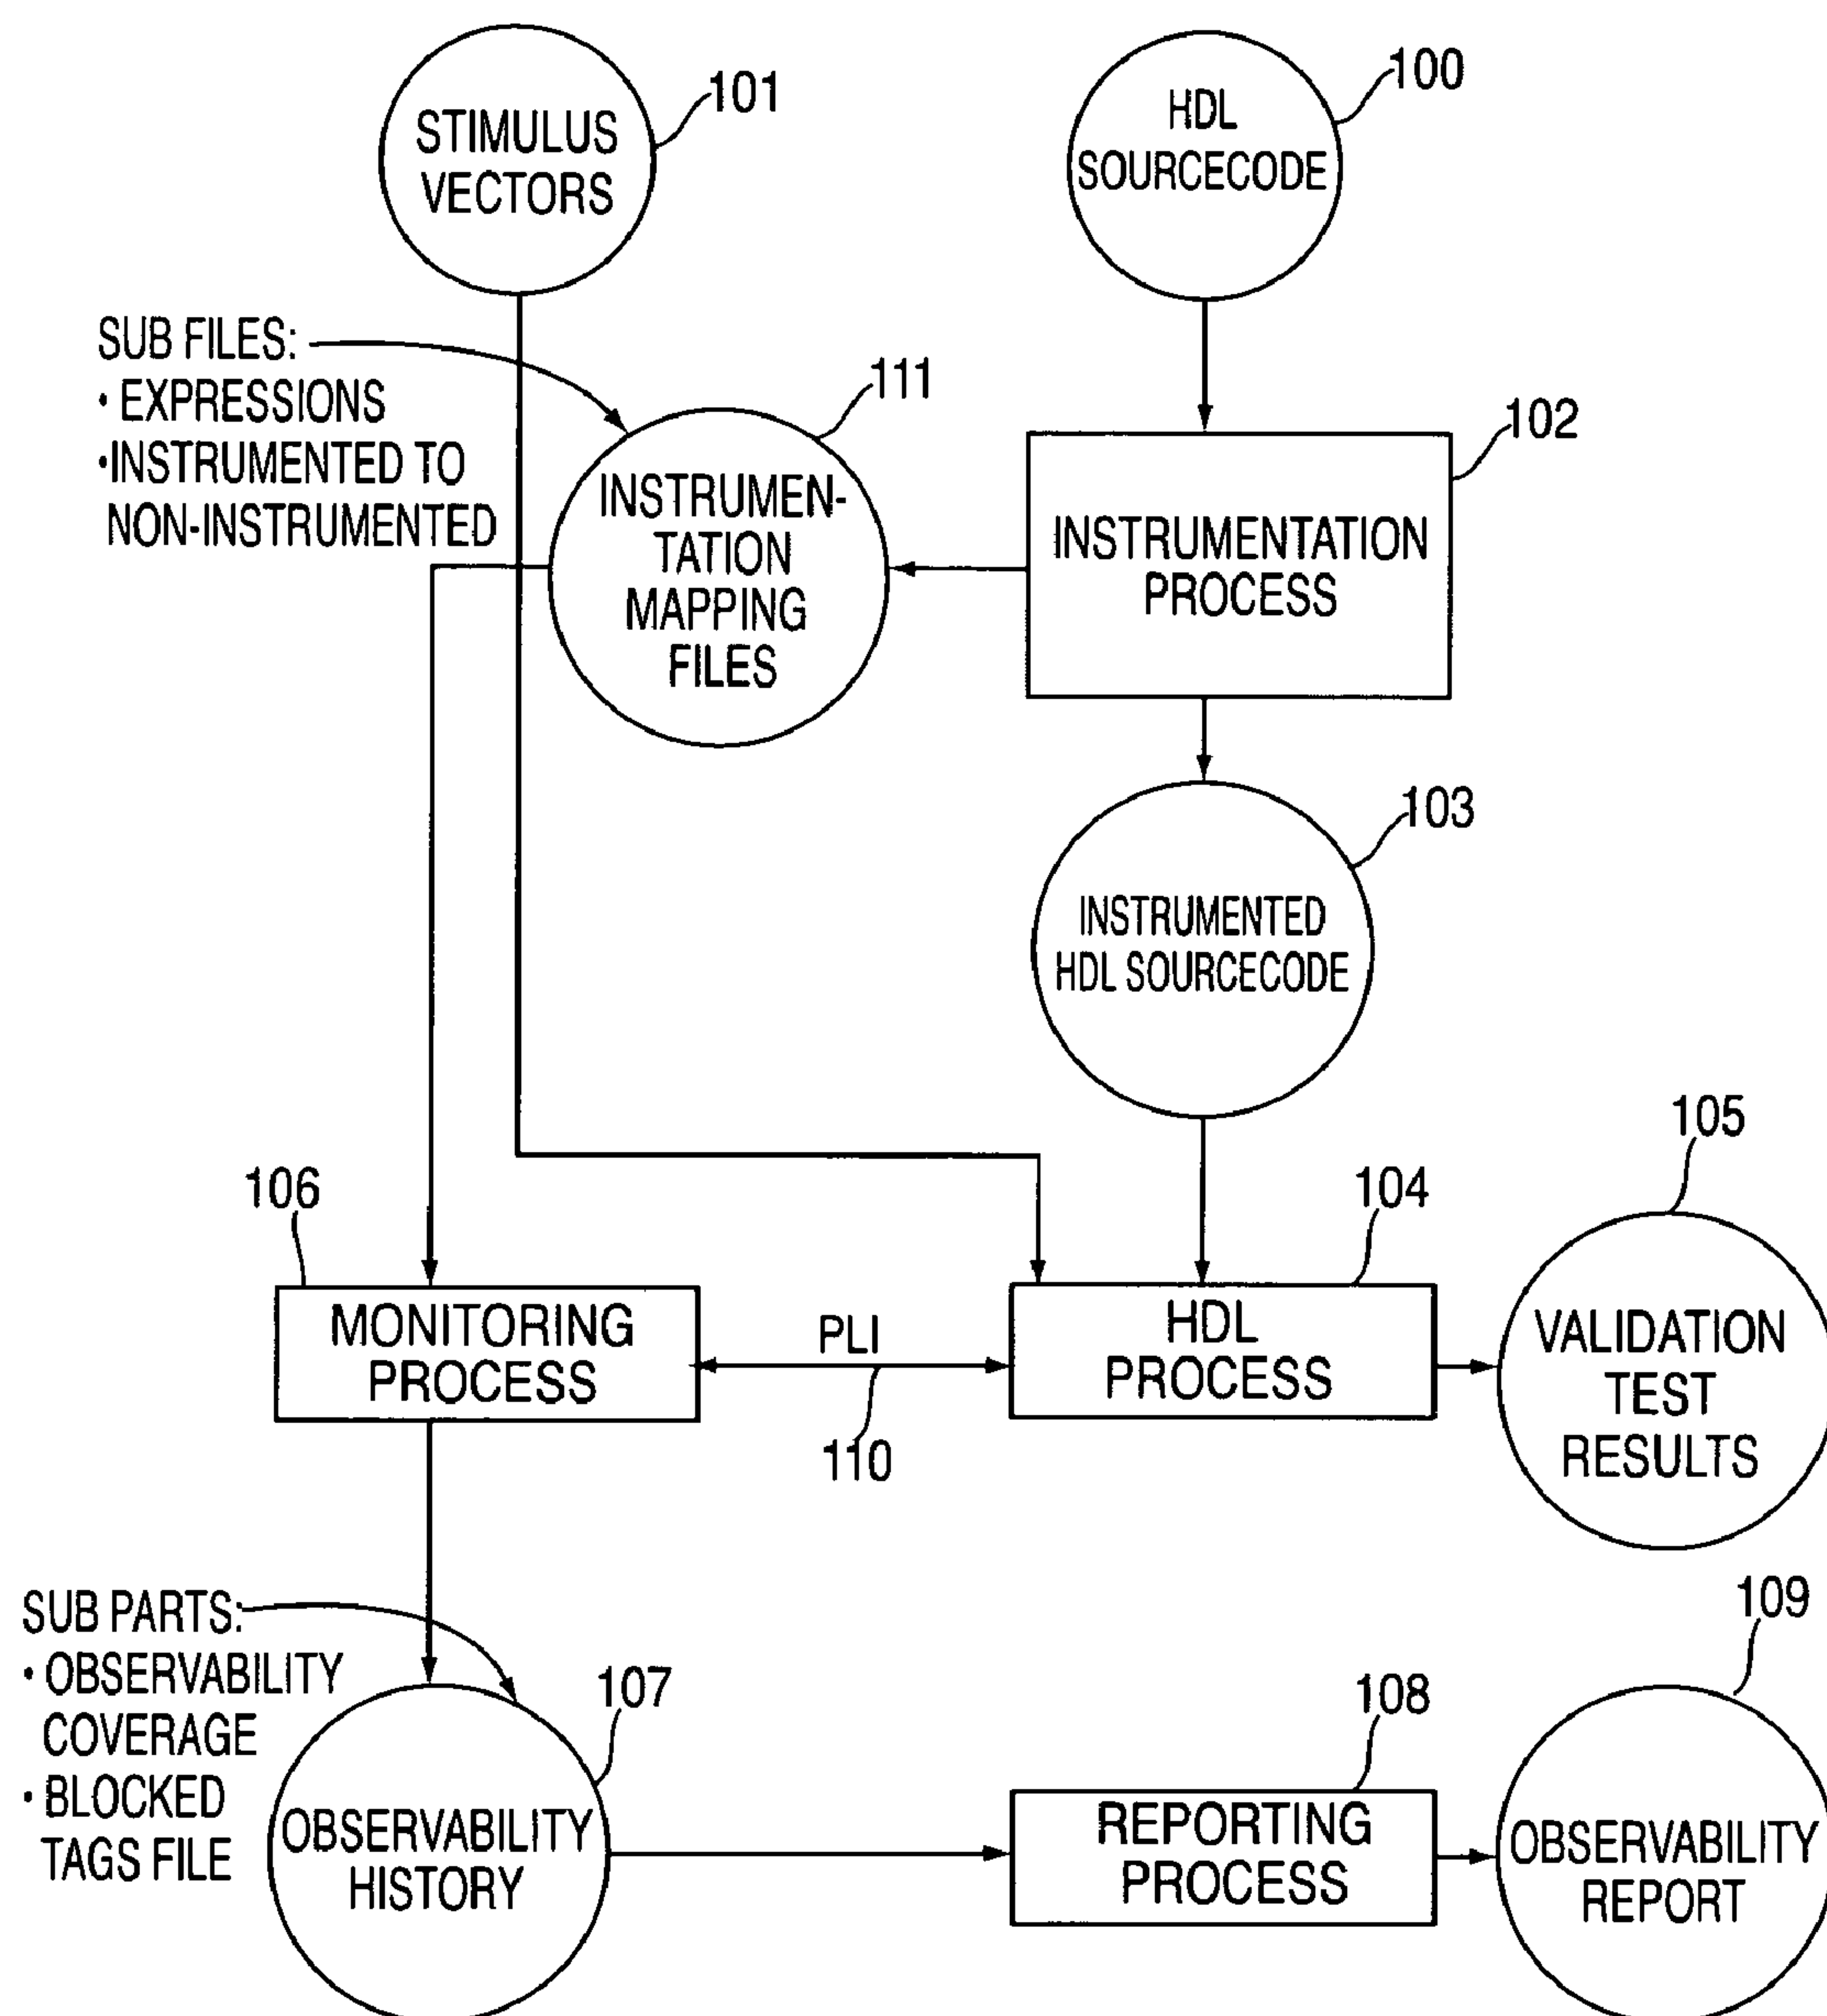 101
STIMULUS
VECTORS
100
HDL
SOURCECODE
SUB FILES:
• EXPRESSIONS
•INSTRUMENTED TO
NON-INSTRUMENTED
111
INSTRUMEN-
TATION
MAPPING
FILES
102
INSTRUMENTATION
PROCESS
103
INSTRUMENTED
HDL SOURCECODE
105
106
104
MONITORING
PROCESS
PLI
110
HDL
PROCESS
VALIDATION
TEST
RESULTS
SUB PARTS:
• OBSERVABILITY
COVERAGE
• BLOCKED
TAGS FILE
107
OBSERVABILITY
HISTORY
108
REPORTING
PROCESS
109
OBSERVABILITY
REPORT